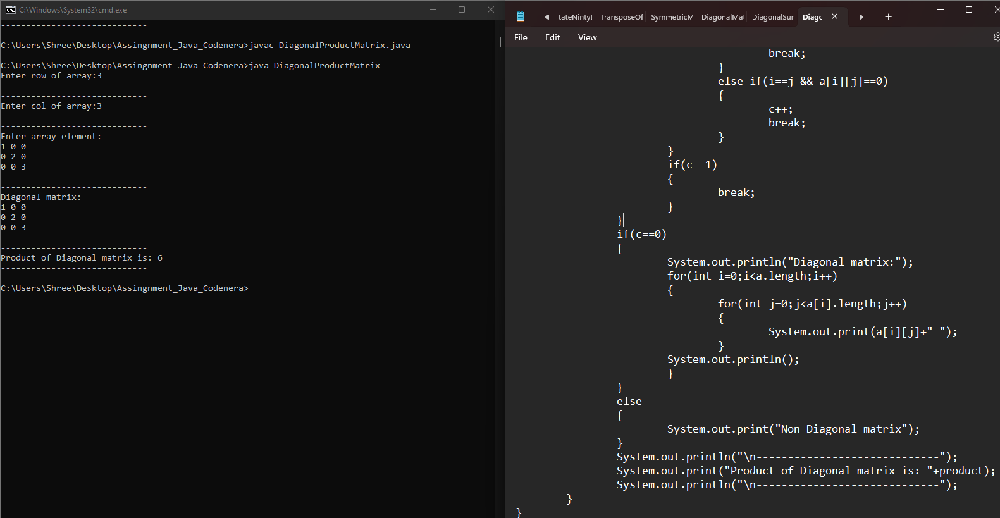 C:\Windows\System32\cmd.exe
-----------------------------
C:\Users\Shree\Desktop\Assingnment_Java_Codenera>javac DiagonalProductMatrix.java
C:\Users\Shree\Desktop\Assingnment_Java_Codenera>java DiagonalProductMatrix
Enter row of array:3
-----------------------------
Enter col of array:3
-----------------------------
Enter array element:
1 0 0
0 2 0
0 0 3
-----------------------------
Diagonal matrix:
1 0 0
0 2 0
0 0 3
-----------------------------
Product of Diagonal matrix is: 6
-----------------------------
C:\Users\Shree\Desktop\Assingnment_Java_Codenera>
tateNintyI TransposeOf SymmetricM DiagonalMat DiagonalSum Diagc
File Edit View
break;
}
else if(i==j && a[i][j]==0)
{
c++;
break;
}
}
if(c==1)
{
break;
}
}
if(c==0)
{
System.out.println("Diagonal matrix:");
for(int i=0;i<a.length;i++)
{
for(int j=0;j<a[i].length;j++)
{
System.out.print(a[i][j]+" ");
}
System.out.println();
}
}
else
{
System.out.print("Non Diagonal matrix");
}
System.out.println("\n-----------------------------");
System.out.print("Product of Diagonal matrix is: "+product);
System.out.println("\n-----------------------------");
}
}